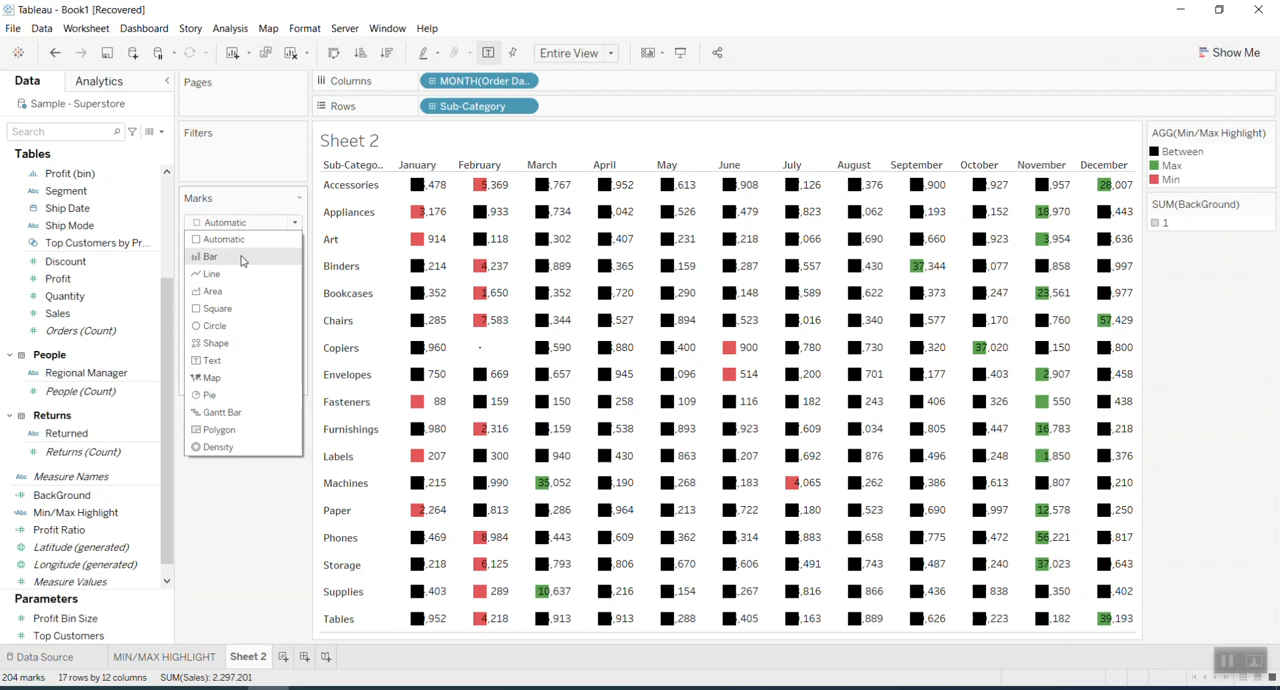 Tableau - Book1 [Recovered]
File Data Worksheet Dashboard Story Analysis Map Format Server Window Help
Entire View
Show Me
Data Analytics
Sample - Superstore
Search
Tables
Profit (bin)
Abc Segment
Ship Date
Abc Ship Mode
Top Customers by Pr...
# Discount
# Profit
# Quantity
# Sales
# Orders (Count)
People
Abc Regional Manager
# People (Count)
Returns
Abc Returned
# Returns (Count)
Abc Measure Names
=# BackGround
=Abc Min/Max Highlight
=# Profit Ratio
Latitude (generated)
Longitude (generated)
# Measure Values
Parameters
# Profit Bin Size
# Top Customers
Pages
Filters
Marks
Automatic
Automatic
Bar
Line
Area
Square
Circle
Shape
Text
Map
Pie
Gantt Bar
Polygon
Density
Columns MONTH(Order Da..
Rows Sub-Category
Sheet 2
Sub-Catego.. January February March April May June July August September October November December
Accessories ,478 5,369 ,767 ,952 ,613 ,908 ,126 ,376 ,900 ,927 ,957 28,007
Appliances 3,176 ,933 ,734 ,042 ,526 ,479 ,823 ,062 ,193 ,152 18,970 ,443
Art 914 ,118 ,302 ,407 ,231 ,218 ,066 ,690 ,660 ,923 3,954 ,636
Binders ,214 4,237 ,889 ,365 ,159 ,287 ,557 ,430 37,344 ,077 ,858 ,997
Bookcases ,352 1,650 ,352 ,720 ,290 ,148 ,589 ,622 ,373 ,247 23,561 ,977
Chairs ,285 7,583 ,344 ,527 ,894 ,523 ,016 ,340 ,577 ,170 ,760 57,429
Copiers ,960 - ,590 ,880 ,400 900 ,780 ,730 ,320 37,020 ,150 ,800
Envelopes 750 669 ,657 945 ,096 514 ,200 701 ,177 ,403 2,907 ,458
Fasteners 88 159 150 258 109 116 182 243 406 326 550 438
Furnishings ,980 2,316 ,159 ,538 ,893 ,923 ,609 ,034 ,805 ,447 16,783 ,218
Labels 207 300 940 430 863 ,207 ,692 876 ,496 ,248 1,850 ,376
Machines ,215 ,990 35,052 ,190 ,268 ,183 4,065 ,262 ,386 ,613 ,807 ,210
Paper 2,264 ,813 ,286 ,964 ,213 ,722 ,180 ,523 ,690 ,997 12,578 ,250
Phones ,469 8,984 ,443 ,609 ,362 ,314 ,883 ,658 ,775 ,472 56,221 ,817
Storage ,218 6,125 ,793 ,806 ,670 ,606 ,491 ,743 ,487 ,240 37,023 ,643
Supplies ,403 289 10,637 ,216 ,154 ,267 ,816 866 ,436 838 ,350 ,402
Tables ,952 4,218 ,913 ,913 ,288 ,405 ,163 ,889 ,626 ,223 ,182 39,193
AGG(Min/Max Highlight)
Between
Max
Min
SUM(BackGround)
1
Data Source MIN/MAX HIGHLIGHT Sheet 2
204 marks 17 rows by 12 columns SUM(Sales): 2,297,201